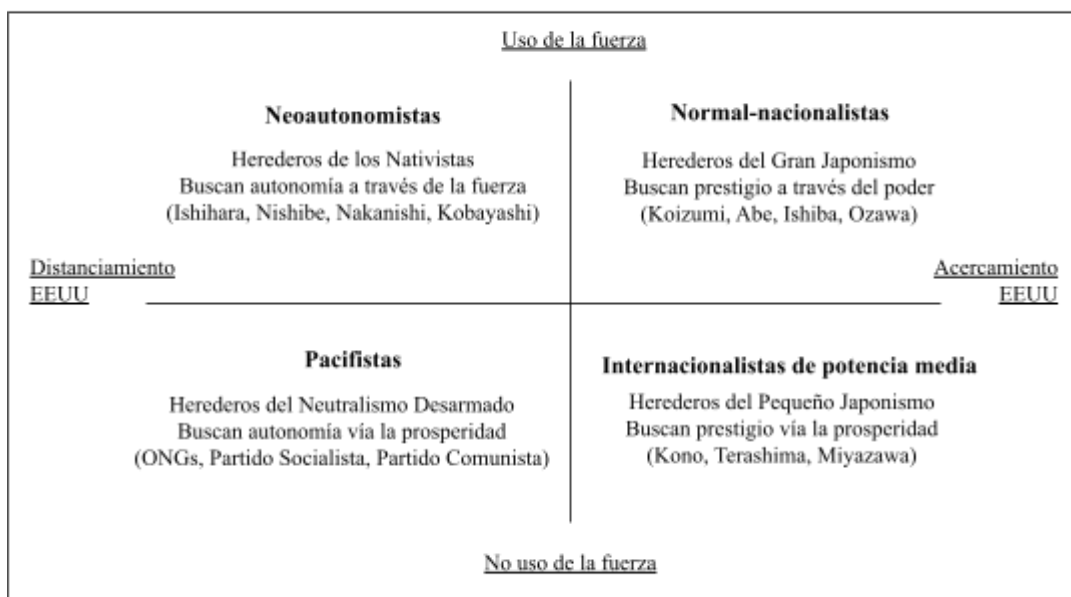 Uso de la fuerza
Neoautonomistas
Herederos de los Nativistas
Buscan autonomía a través de la fuerza
(Ishihara, Nishibe, Nakanishi, Kobayashi)
Normal-nacionalistas
Herederos del Gran Japonismo
Buscan prestigio a través del poder
(Koizumi, Abe, Ishiba, Ozawa)
Distanciamiento
EEUU
Acercamiento
EEUU
Pacifistas
Herederos del Neutralismo Desarmado
Buscan autonomía vía la prosperidad
(ONGs, Partido Socialista, Partido Comunista)
Internacionalistas de potencia media
Herederos del Pequeño Japonismo
Buscan prestigio vía la prosperidad
(Kono, Terashima, Miyazawa)
No uso de la fuerza